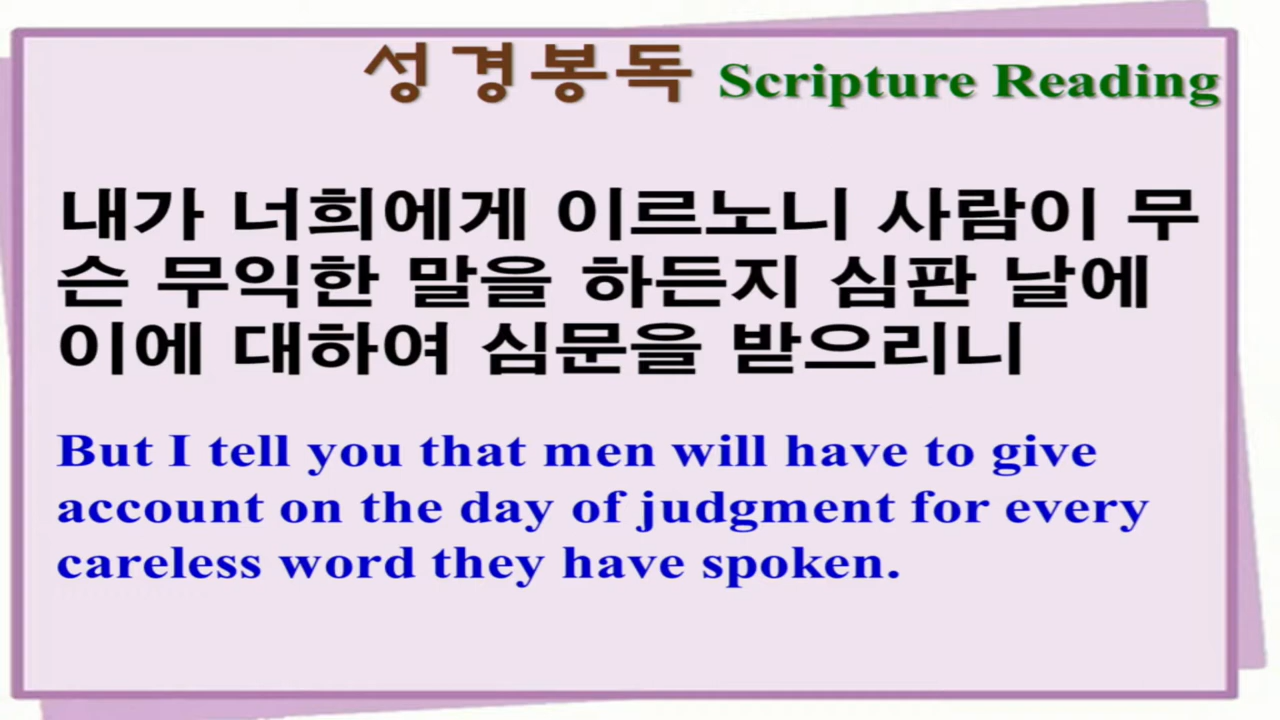 성경봉독 Scripture Reading
내가 너희에게 이르노니 사람이 무
슨 무익한 말을 하든지 심판 날에
이에 대하여 심문을 받으리니
But I tell you that men will have to give
account on the day of judgment for every
careless word they have spoken.